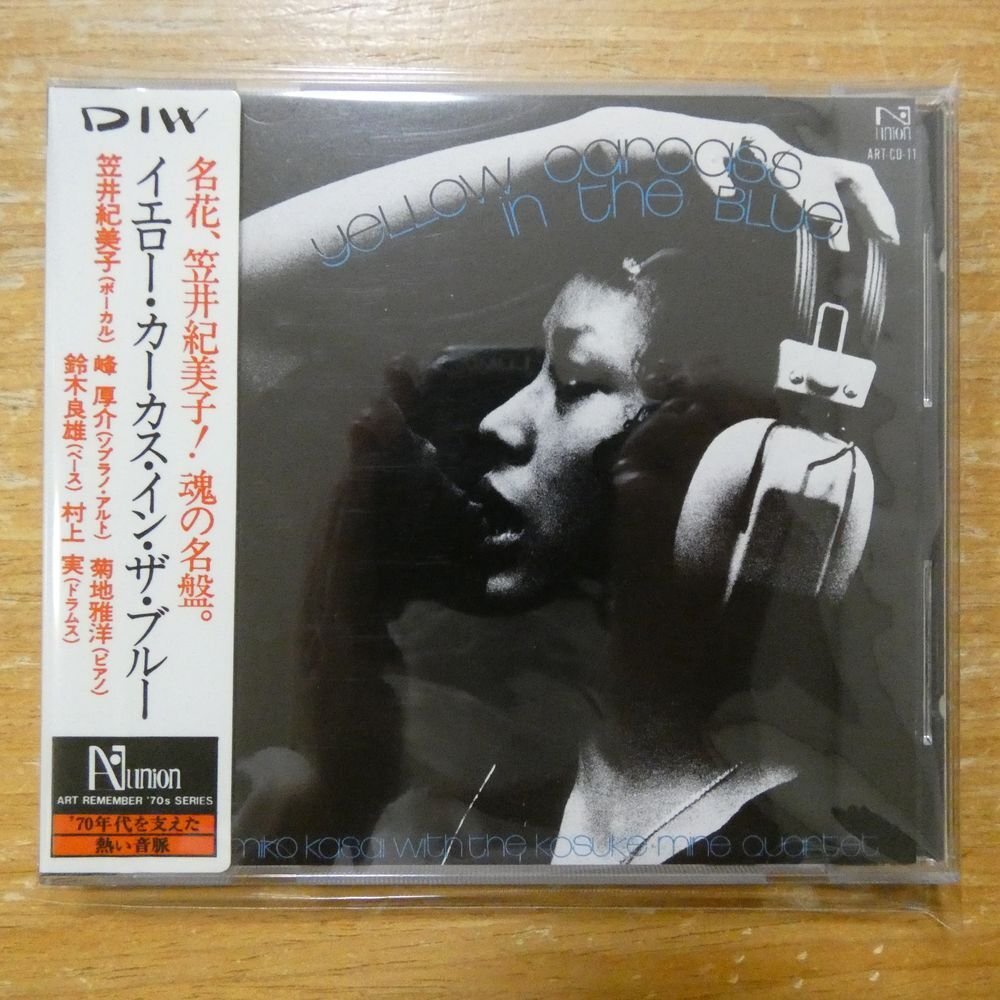 DIW
名花、笠井紀美子！魂の名盤。
イエロー・カーカス・イン・ザ・ブルー
笠井紀美子(ボーカル) 峰 厚介(ソプラノ・アルト) 菊地雅洋(ピアノ)
鈴木良雄(ベース) 村上 実(ドラムス)
union
ART REMEMBER '70s SERIES
'70年代を支えた
熱い音脈
union
ART-CD-11
yellow carcass
in the Blue
miko kasai with the kosuke mine quartet